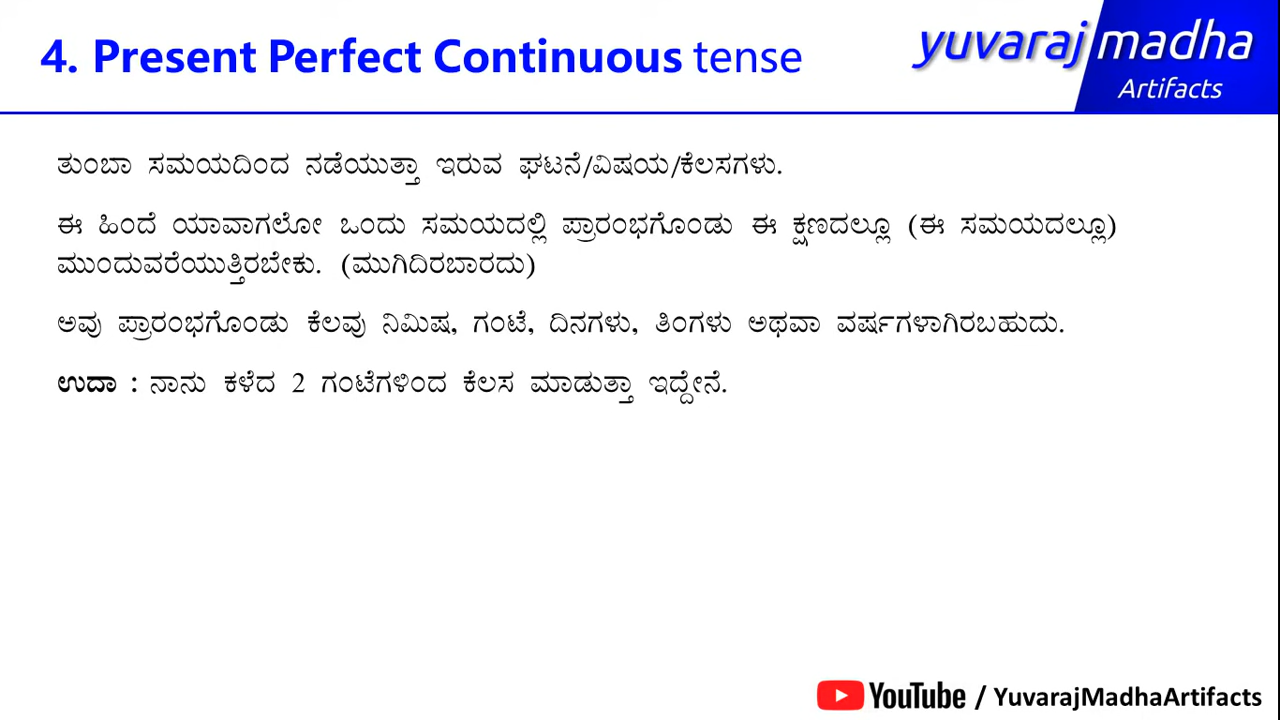 4. Present Perfect Continuous tense
yuvaraj madha
Artifacts
ತುಂಬಾ ಸಮಯದಿಂದ ನಡೆಯುತ್ತಾ ಇರುವ ಘಟನೆ/ವಿಷಯ/ಕೆಲಸಗಳು.
ಈ ಹಿಂದೆ ಯಾವಾಗಲೋ ಒಂದು ಸಮಯದಲ್ಲಿ ಪ್ರಾರಂಭಗೊಂಡು ಈ ಕ್ಷಣದಲ್ಲೂ (ಈ ಸಮಯದಲ್ಲೂ)
ಮುಂದುವರೆಯುತ್ತಿರಬೇಕು. (ಮುಗಿದಿರಬಾರದು)
ಅವು ಪ್ರಾರಂಭಗೊಂಡು ಕೆಲವು ನಿಮಿಷ, ಗಂಟೆ, ದಿನಗಳು, ತಿಂಗಳು ಅಥವಾ ವರ್ಷಗಳಾಗಿರಬಹುದು.
ಉದಾ : ನಾನು ಕಳೆದ 2 ಗಂಟೆಗಳಿಂದ ಕೆಲಸ ಮಾಡುತ್ತಾ ಇದ್ದೇನೆ.
YouTube / YuvarajMadhaArtifacts